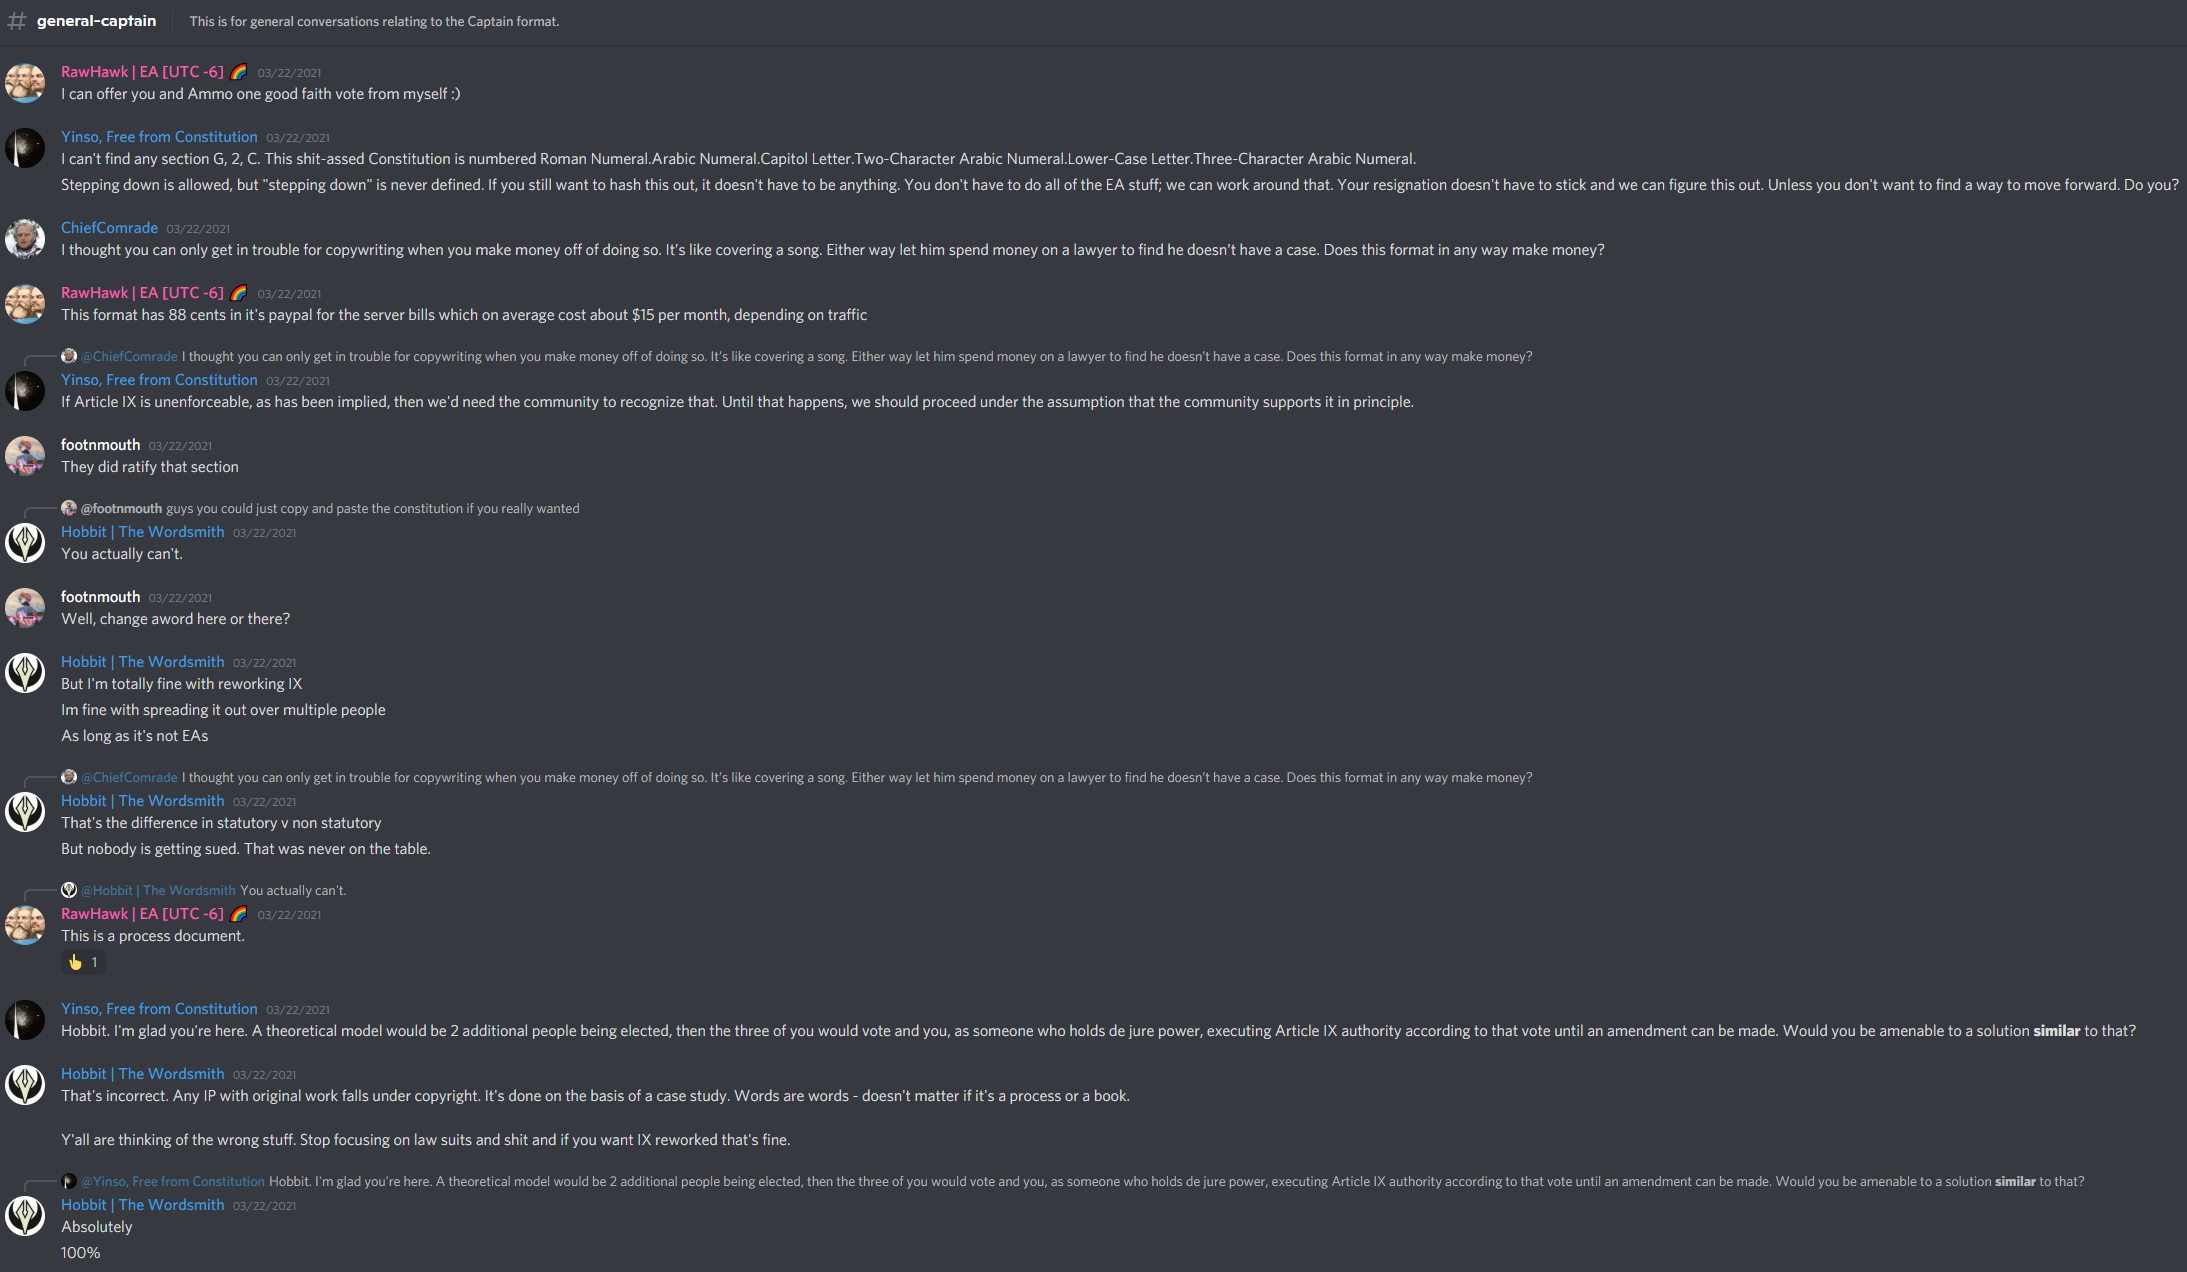 # general-captain This is for general conversations relating to the Captain format.
RawHawk | EA [UTC -6] 🌈 03/22/2021
I can offer you and Ammo one good faith vote from myself :)
Yinso, Free from Constitution 03/22/2021
I can't find any section G, 2, C. This shit-assed Constitution is numbered Roman Numeral.Arabic Numeral.Capitol Letter.Two-Character Arabic Numeral.Lower-Case Letter.Three-Character Arabic Numeral.
Stepping down is allowed, but "stepping down" is never defined. If you still want to hash this out, it doesn't have to be anything. You don't have to do all of the EA stuff; we can work around that. Your resignation doesn't have to stick and we can figure this out. Unless you don't want to find a way to move forward. Do you?
ChiefComrade 03/22/2021
I thought you can only get in trouble for copywriting when you make money off of doing so. It's like covering a song. Either way let him spend money on a lawyer to find he doesn't have a case. Does this format in any way make money?
RawHawk | EA [UTC -6] 🌈 03/22/2021
This format has 88 cents in it's paypal for the server bills which on average cost about $15 per month, depending on traffic
@ChiefComrade I thought you can only get in trouble for copywriting when you make money off of doing so. It's like covering a song. Either way let him spend money on a lawyer to find he doesn't have a case. Does this format in any way make money?
Yinso, Free from Constitution 03/22/2021
If Article IX is unenforceable, as has been implied, then we'd need the community to recognize that. Until that happens, we should proceed under the assumption that the community supports it in principle.
footnmouth 03/22/2021
They did ratify that section
@footnmouth guys you could just copy and paste the constitution if you really wanted
Hobbit | The Wordsmith 03/22/2021
You actually can't.
footnmouth 03/22/2021
Well, change aword here or there?
Hobbit | The Wordsmith 03/22/2021
But I'm totally fine with reworking IX
Im fine with spreading it out over multiple people
As long as it's not EAs
@ChiefComrade I thought you can only get in trouble for copywriting when you make money off of doing so. It's like covering a song. Either way let him spend money on a lawyer to find he doesn't have a case. Does this format in any way make money?
Hobbit | The Wordsmith 03/22/2021
That's the difference in statutory v non statutory
But nobody is getting sued. That was never on the table.
@Hobbit | The Wordsmith You actually can't.
RawHawk | EA [UTC -6] 🌈 03/22/2021
This is a process document.
👆 1
Yinso, Free from Constitution 03/22/2021
Hobbit. I'm glad you're here. A theoretical model would be 2 additional people being elected, then the three of you would vote and you, as someone who holds de jure power, executing Article IX authority according to that vote until an amendment can be made. Would you be amenable to a solution similar to that?
Hobbit | The Wordsmith 03/22/2021
That's incorrect. Any IP with original work falls under copyright. It's done on the basis of a case study. Words are words - doesn't matter if it's a process or a book.
Y'all are thinking of the wrong stuff. Stop focusing on law suits and shit and if you want IX reworked that's fine.
@Yinso, Free from Constitution Hobbit. I'm glad you're here. A theoretical model would be 2 additional people being elected, then the three of you would vote and you, as someone who holds de jure power, executing Article IX authority according to that vote until an amendment can be made. Would you be amenable to a solution similar to that?
Hobbit | The Wordsmith 03/22/2021
Absolutely
100%